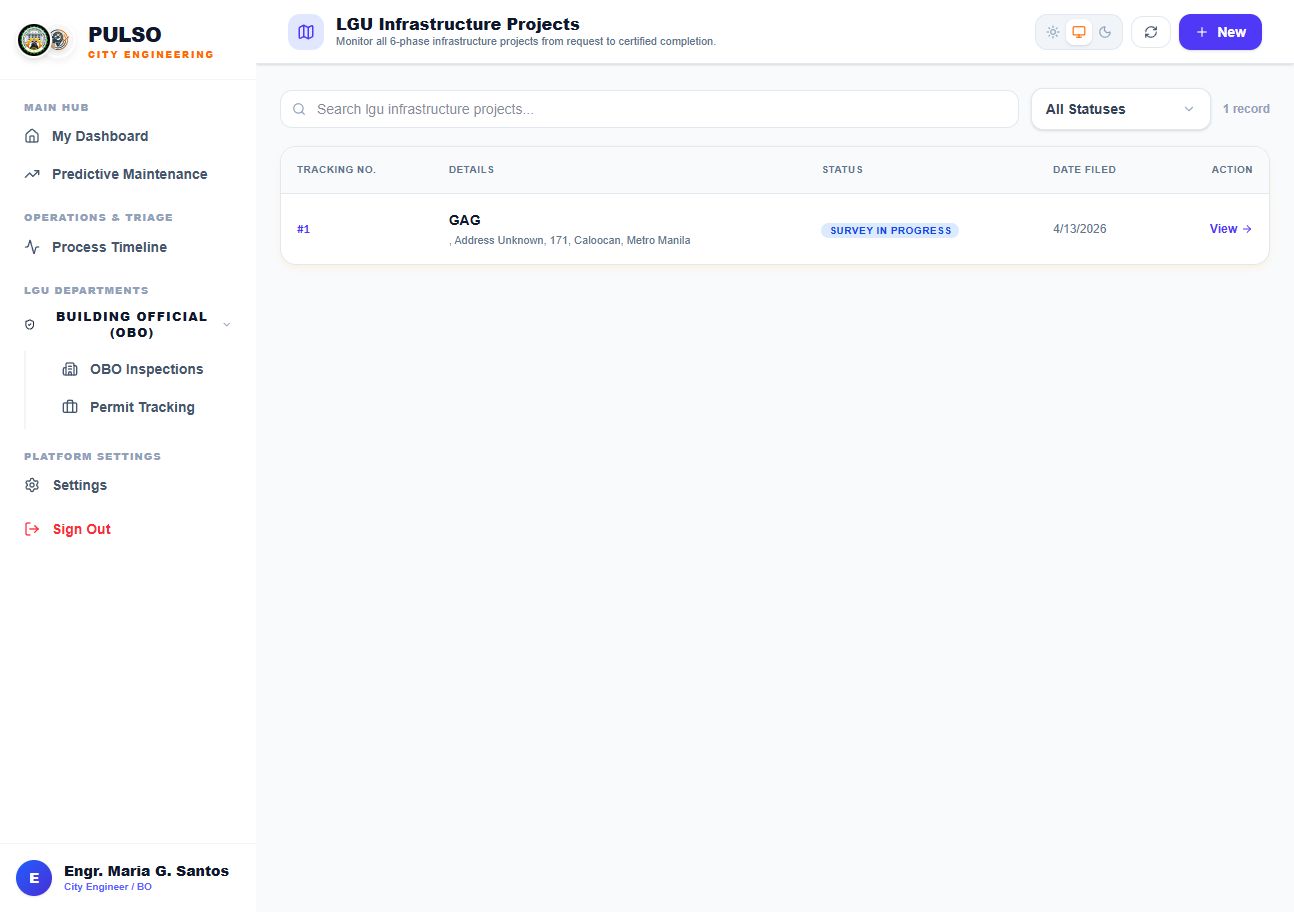 PULSO
CITY ENGINEERING
MAIN HUB
My Dashboard
Predictive Maintenance
OPERATIONS & TRIAGE
Process Timeline
LGU DEPARTMENTS
BUILDING OFFICIAL
(OBO)
OBO Inspections
Permit Tracking
PLATFORM SETTINGS
Settings
Sign Out
E
Engr. Maria G. Santos
City Engineer / BO
LGU Infrastructure Projects
Monitor all 6-phase infrastructure projects from request to certified completion.
New
Search lgu infrastructure projects...
All Statuses
1 record
TRACKING NO. DETAILS STATUS DATE FILED ACTION
#1 GAG SURVEY IN PROGRESS 4/13/2026 View →
, Address Unknown, 171, Caloocan, Metro Manila